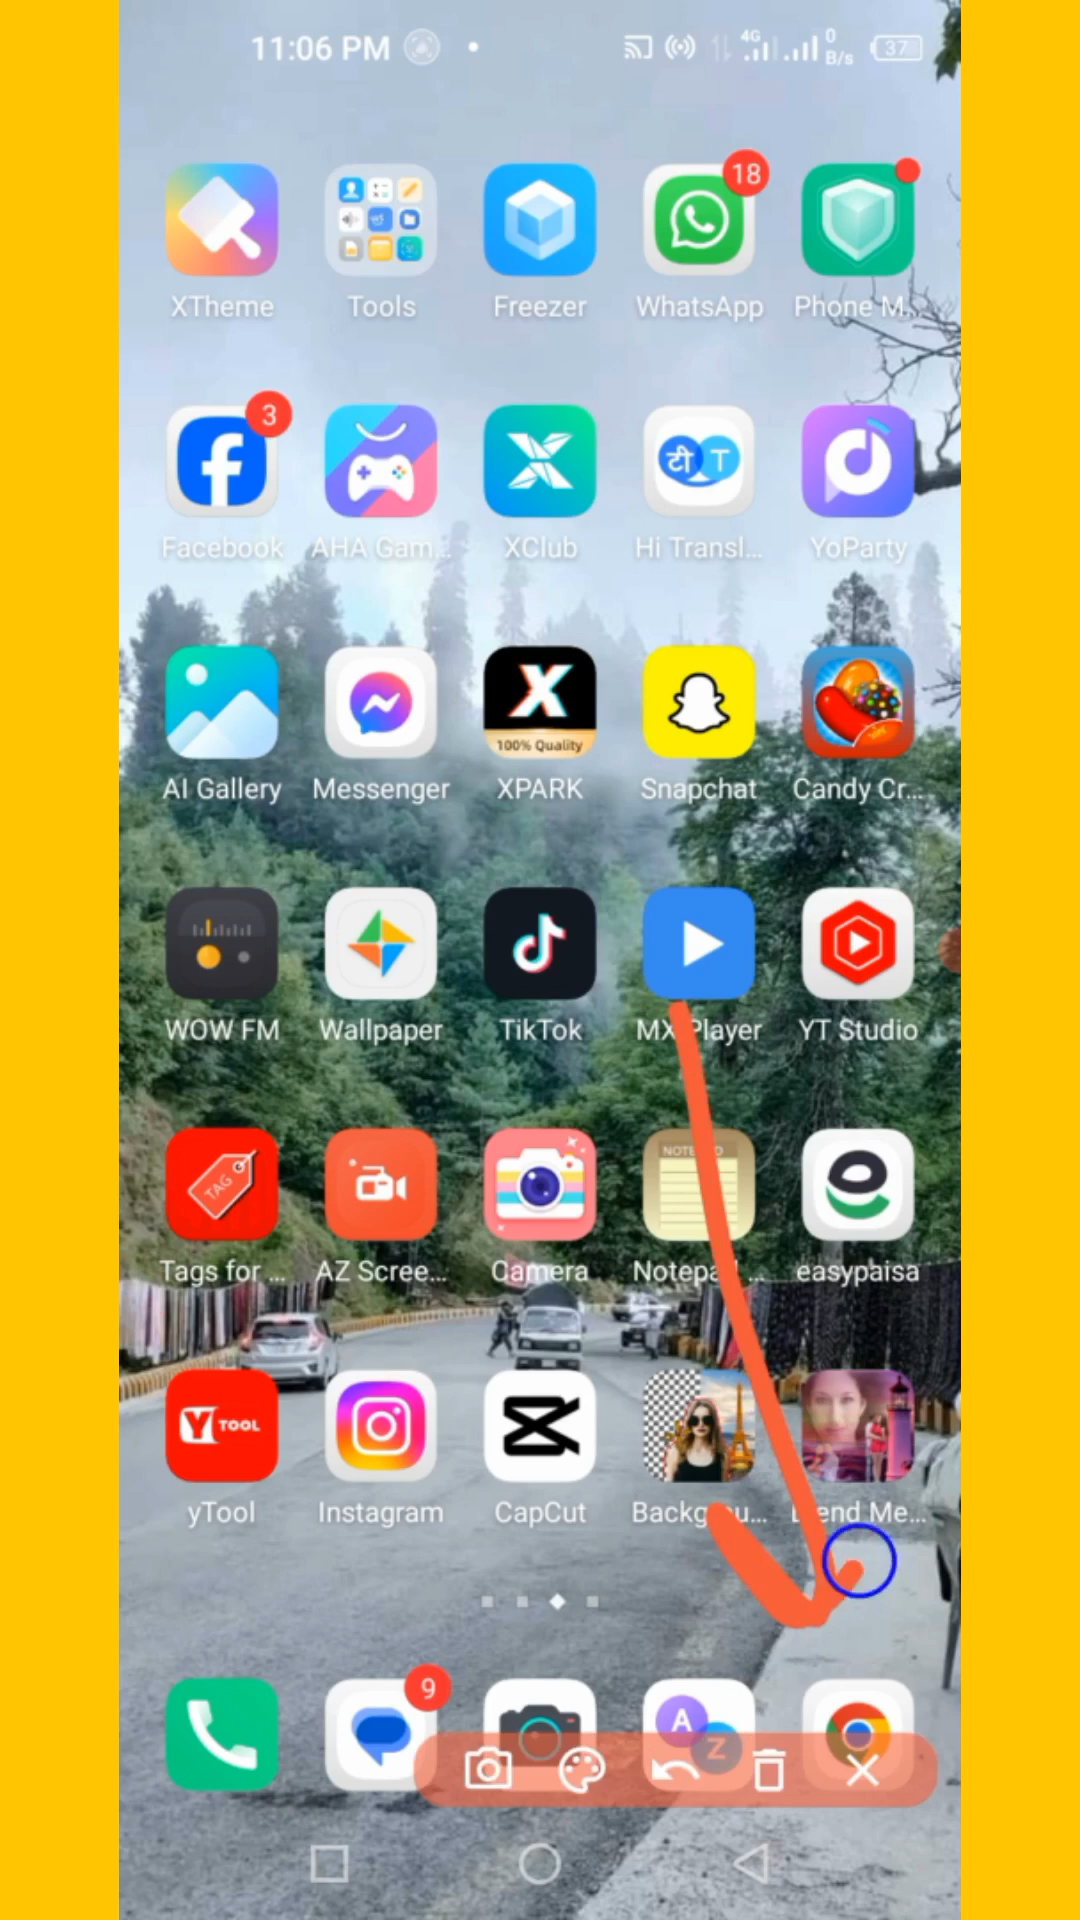 11:06 PM
4G
0
B/s
37
18
XTheme
Tools
Freezer
WhatsApp
Phone M...
3
टी T
Facebook
AHA Gam...
XClub
Hi Transl...
YoParty
X
100% Quality
AI Gallery
Messenger
XPARK
Snapchat
Candy Cr...
WOW FM
Wallpaper
TikTok
MX Player
YT Studio
TAG
Tags for ...
AZ Scree...
Camera
Notepad ...
easypaisa
Y TOOL
yTool
Instagram
CapCut
Backgrou...
Blend Me...
9
A
Z